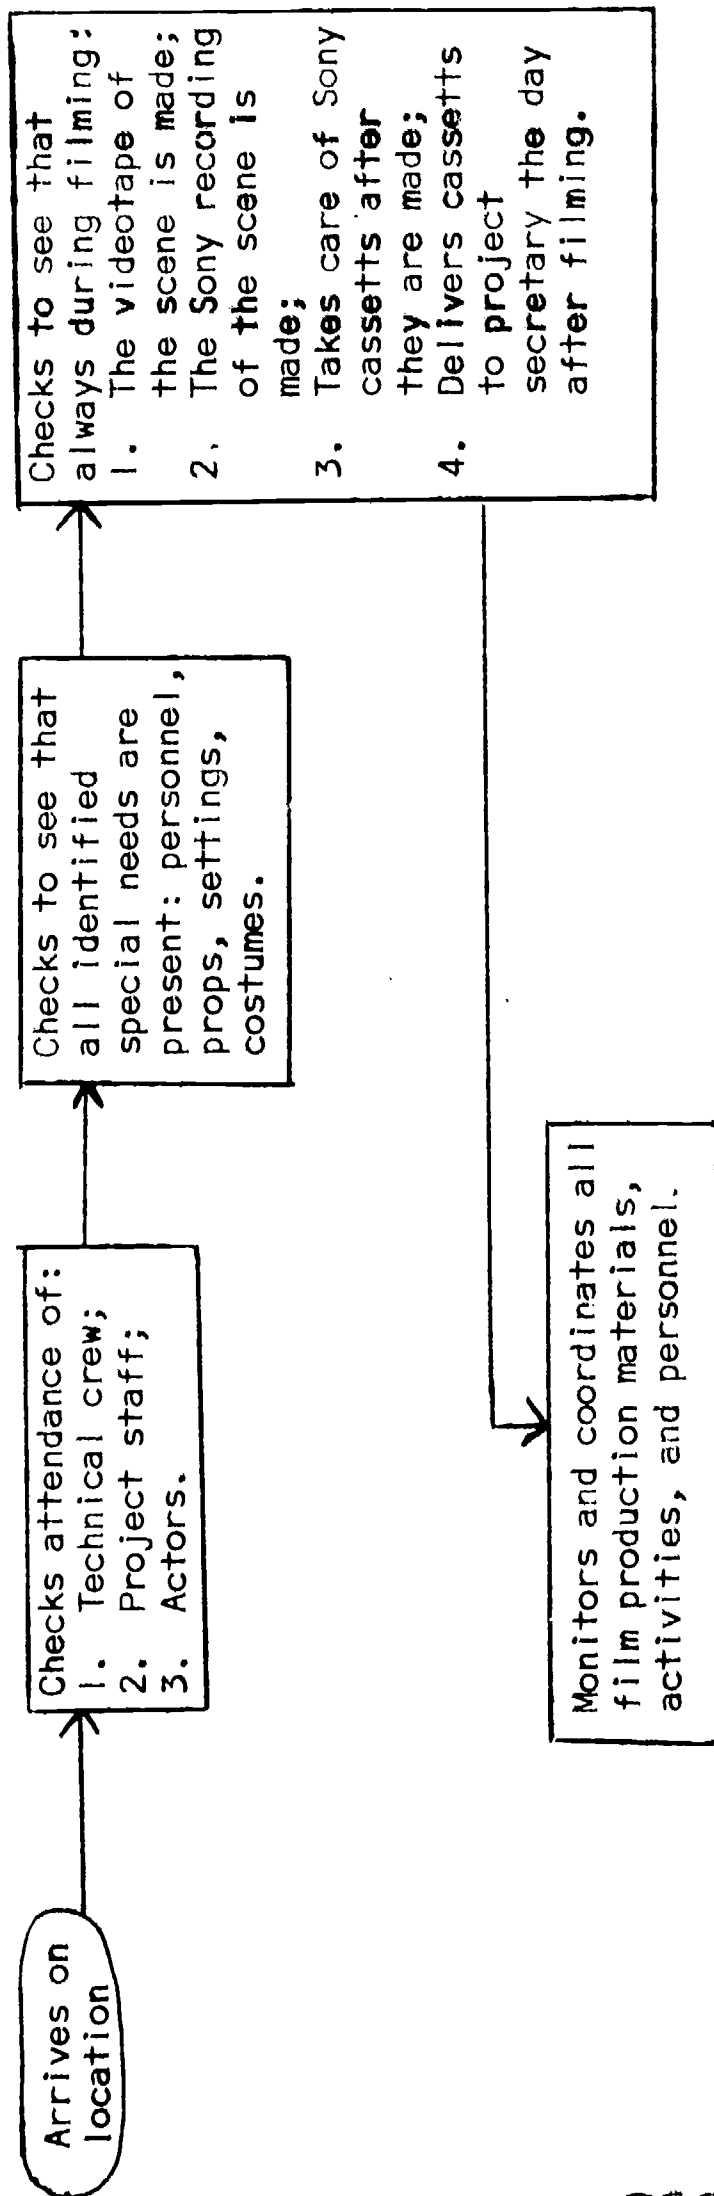 Arrives on
location
Checks attendance of:
1. Technical crew;
2. Project staff;
3. Actors.
Checks to see that
all identified
special needs are
present: personnel,
props, settings,
costumes.
Checks to see that
always during filming:
1. The videotape of
the scene is made;
2. The Sony recording
of the scene is
made;
3. Takes care of Sony
cassetts after
they are made;
4. Delivers cassetts
to project
secretary the day
after filming.
Monitors and coordinates all
film production materials,
activities, and personnel.